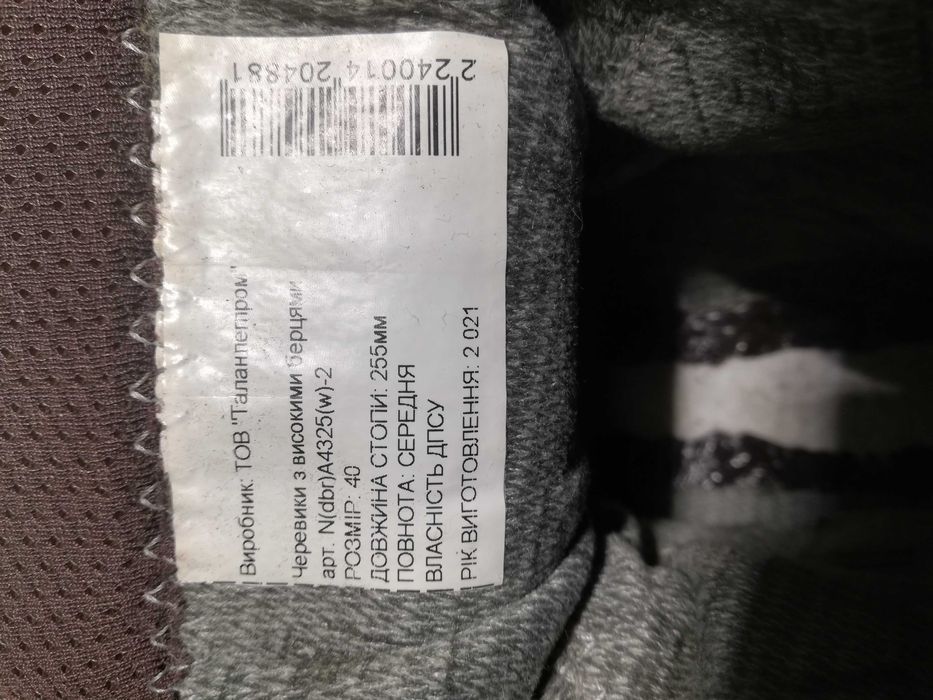 Виробник: ТОВ "Таланлегпром"
Черевики з високими берцями
арт. N(dbr)A4325(w)-2
РОЗМІР: 40
ДОВЖИНА СТОПИ: 255мм
ПОВНОТА: СЕРЕДНЯ
ВЛАСНІСТЬ ДПСУ
РІК ВИГОТОВЛЕННЯ: 2 021
2 240014 204881